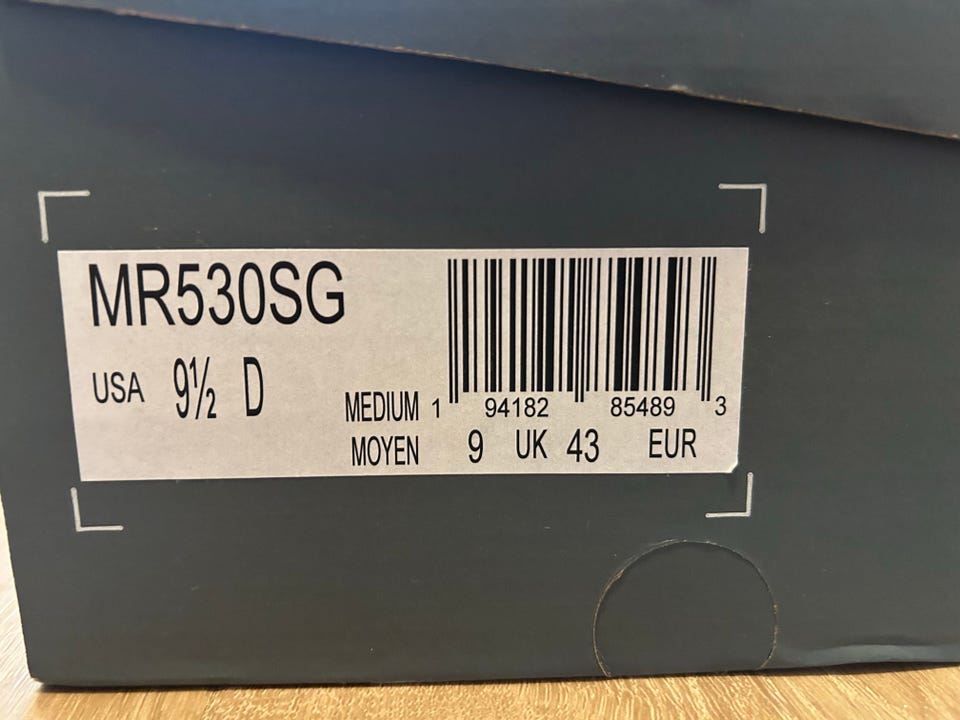 MR530SG
USA 9½ D
MEDIUM 1 94182 85489 3
MOYEN 9 UK 43 EUR